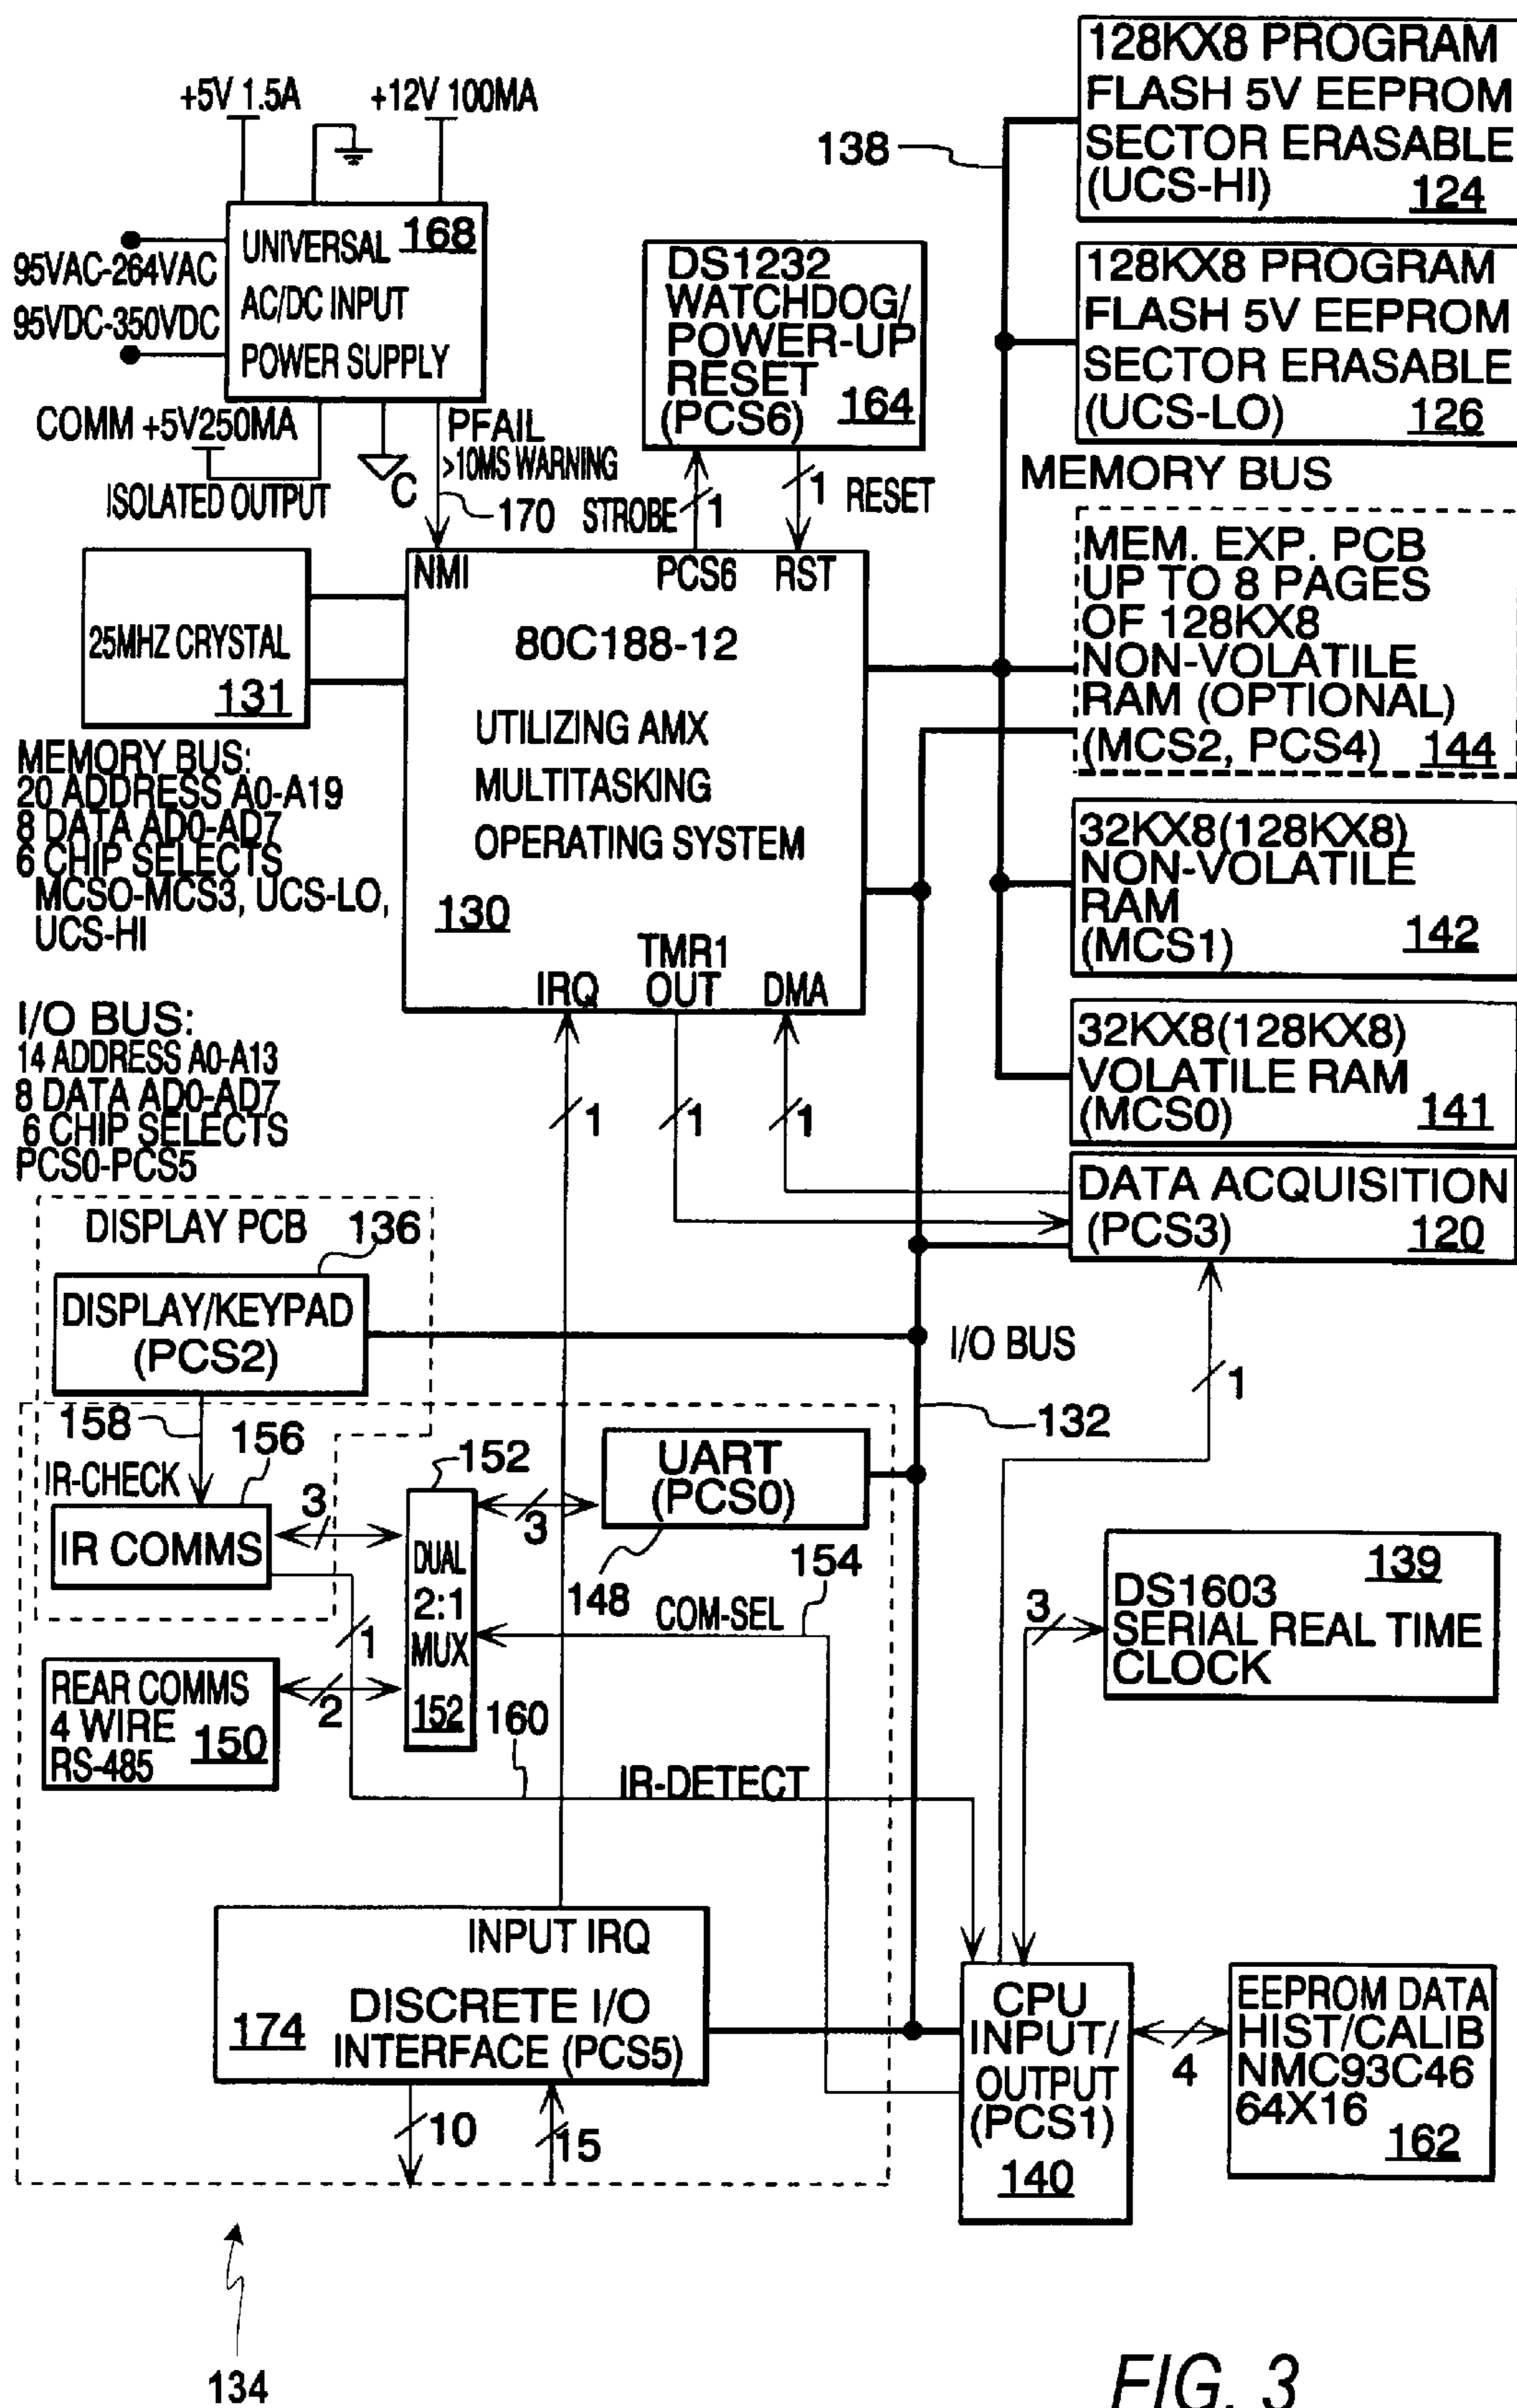 +5V 1.5A
+12V 100MA
UNIVERSAL 168
AC/DC INPUT
POWER SUPPLY
95VAC-264VAC
95VDC-350VDC
COMM +5V250MA
ISOLATED OUTPUT
C
PFAIL
>10MS WARNING
170
DS1232
WATCHDOG/
POWER-UP
RESET
(PCS6) 164
STROBE 1
1 RESET
138
128KX8 PROGRAM
FLASH 5V EEPROM
SECTOR ERASABLE
(UCS-HI) 124
128KX8 PROGRAM
FLASH 5V EEPROM
SECTOR ERASABLE
(UCS-LO) 126
MEMORY BUS
MEM. EXP. PCB
UP TO 8 PAGES
OF 128KX8
NON-VOLATILE
RAM (OPTIONAL)
(MCS2, PCS4) 144
32KX8(128KX8)
NON-VOLATILE
RAM
(MCS1) 142
32KX8(128KX8)
VOLATILE RAM
(MCS0) 141
DATA ACQUISITION
(PCS3) 120
25MHZ CRYSTAL
131
NMI PCS6 RST
80C188-12
UTILIZING AMX
MULTITASKING
OPERATING SYSTEM
130
TMR1
IRQ OUT DMA
MEMORY BUS:
20 ADDRESS A0-A19
8 DATA AD0-AD7
6 CHIP SELECTS
MCSO-MCS3, UCS-LO,
UCS-HI
I/O BUS:
14 ADDRESS A0-A13
8 DATA AD0-AD7
6 CHIP SELECTS
PCS0-PCS5
1
1
1
DISPLAY PCB 136
DISPLAY/KEYPAD
(PCS2)
I/O BUS
1
132
158
156
IR-CHECK
IR COMMS
3
152
DUAL
2:1
MUX
152
3
UART
(PCS0)
148
154
COM-SEL
1
REAR COMMS
4 WIRE 150
RS-485
2
160
IR-DETECT
3
139
DS1603
SERIAL REAL TIME
CLOCK
INPUT IRQ
DISCRETE I/O
174
INTERFACE (PCS5)
10
15
CPU
INPUT/
OUTPUT
(PCS1)
140
4
EEPROM DATA
HIST/CALIB
NMC93C46
64X16
162
134
FIG. 3